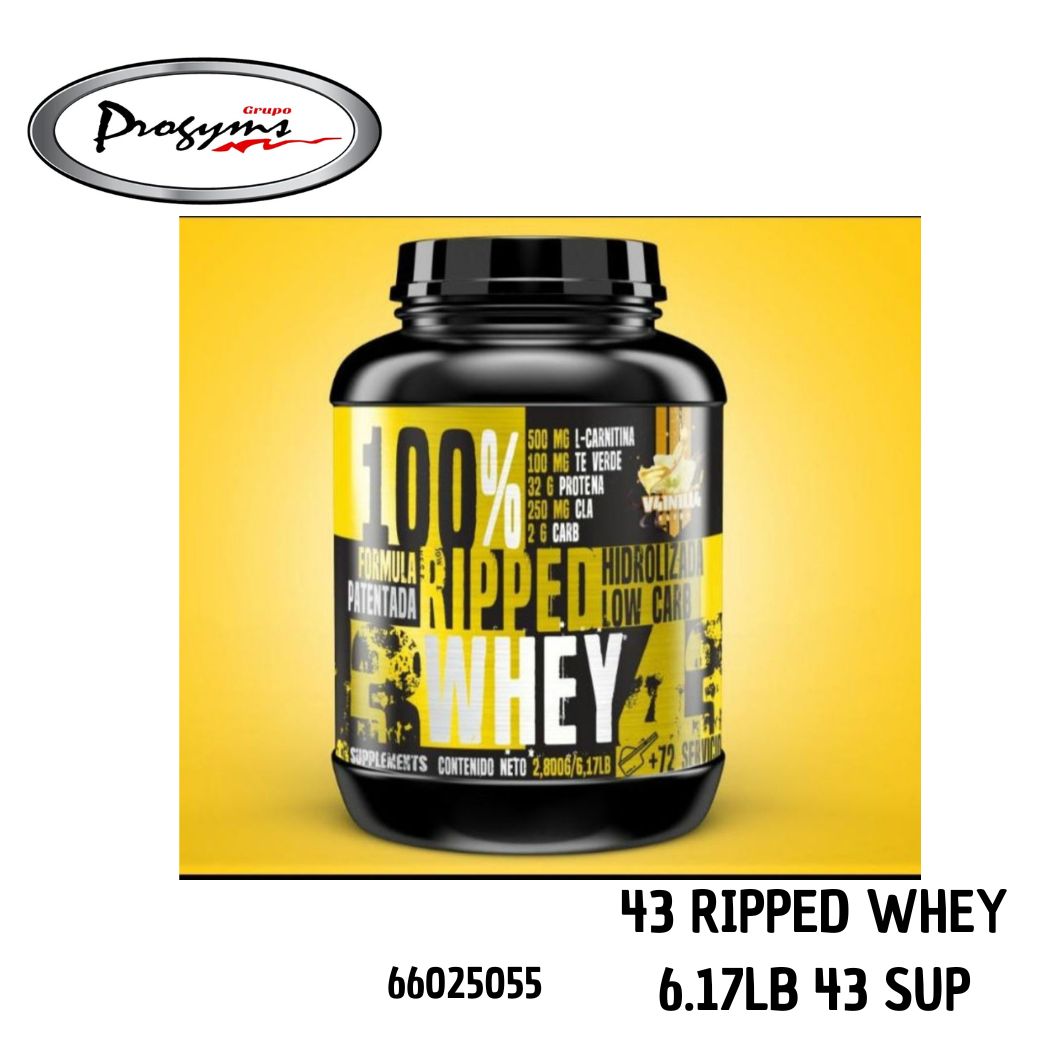 Grupo
Progyms
100%
500 MG L-CARNITINA
100 MG TE VERDE
32 G PROTENA
250 MG CLA
2 G CARB
V4INILL4
FORMULA
PATENTADA
RIPPED
HIDROLIZADA
LOW CARB
WHEY
SUPPLEMENTS
CONTENIDO NETO 2,800G/6,17LB
+72
43 RIPPED WHEY
6.17LB 43 SUP
66025055